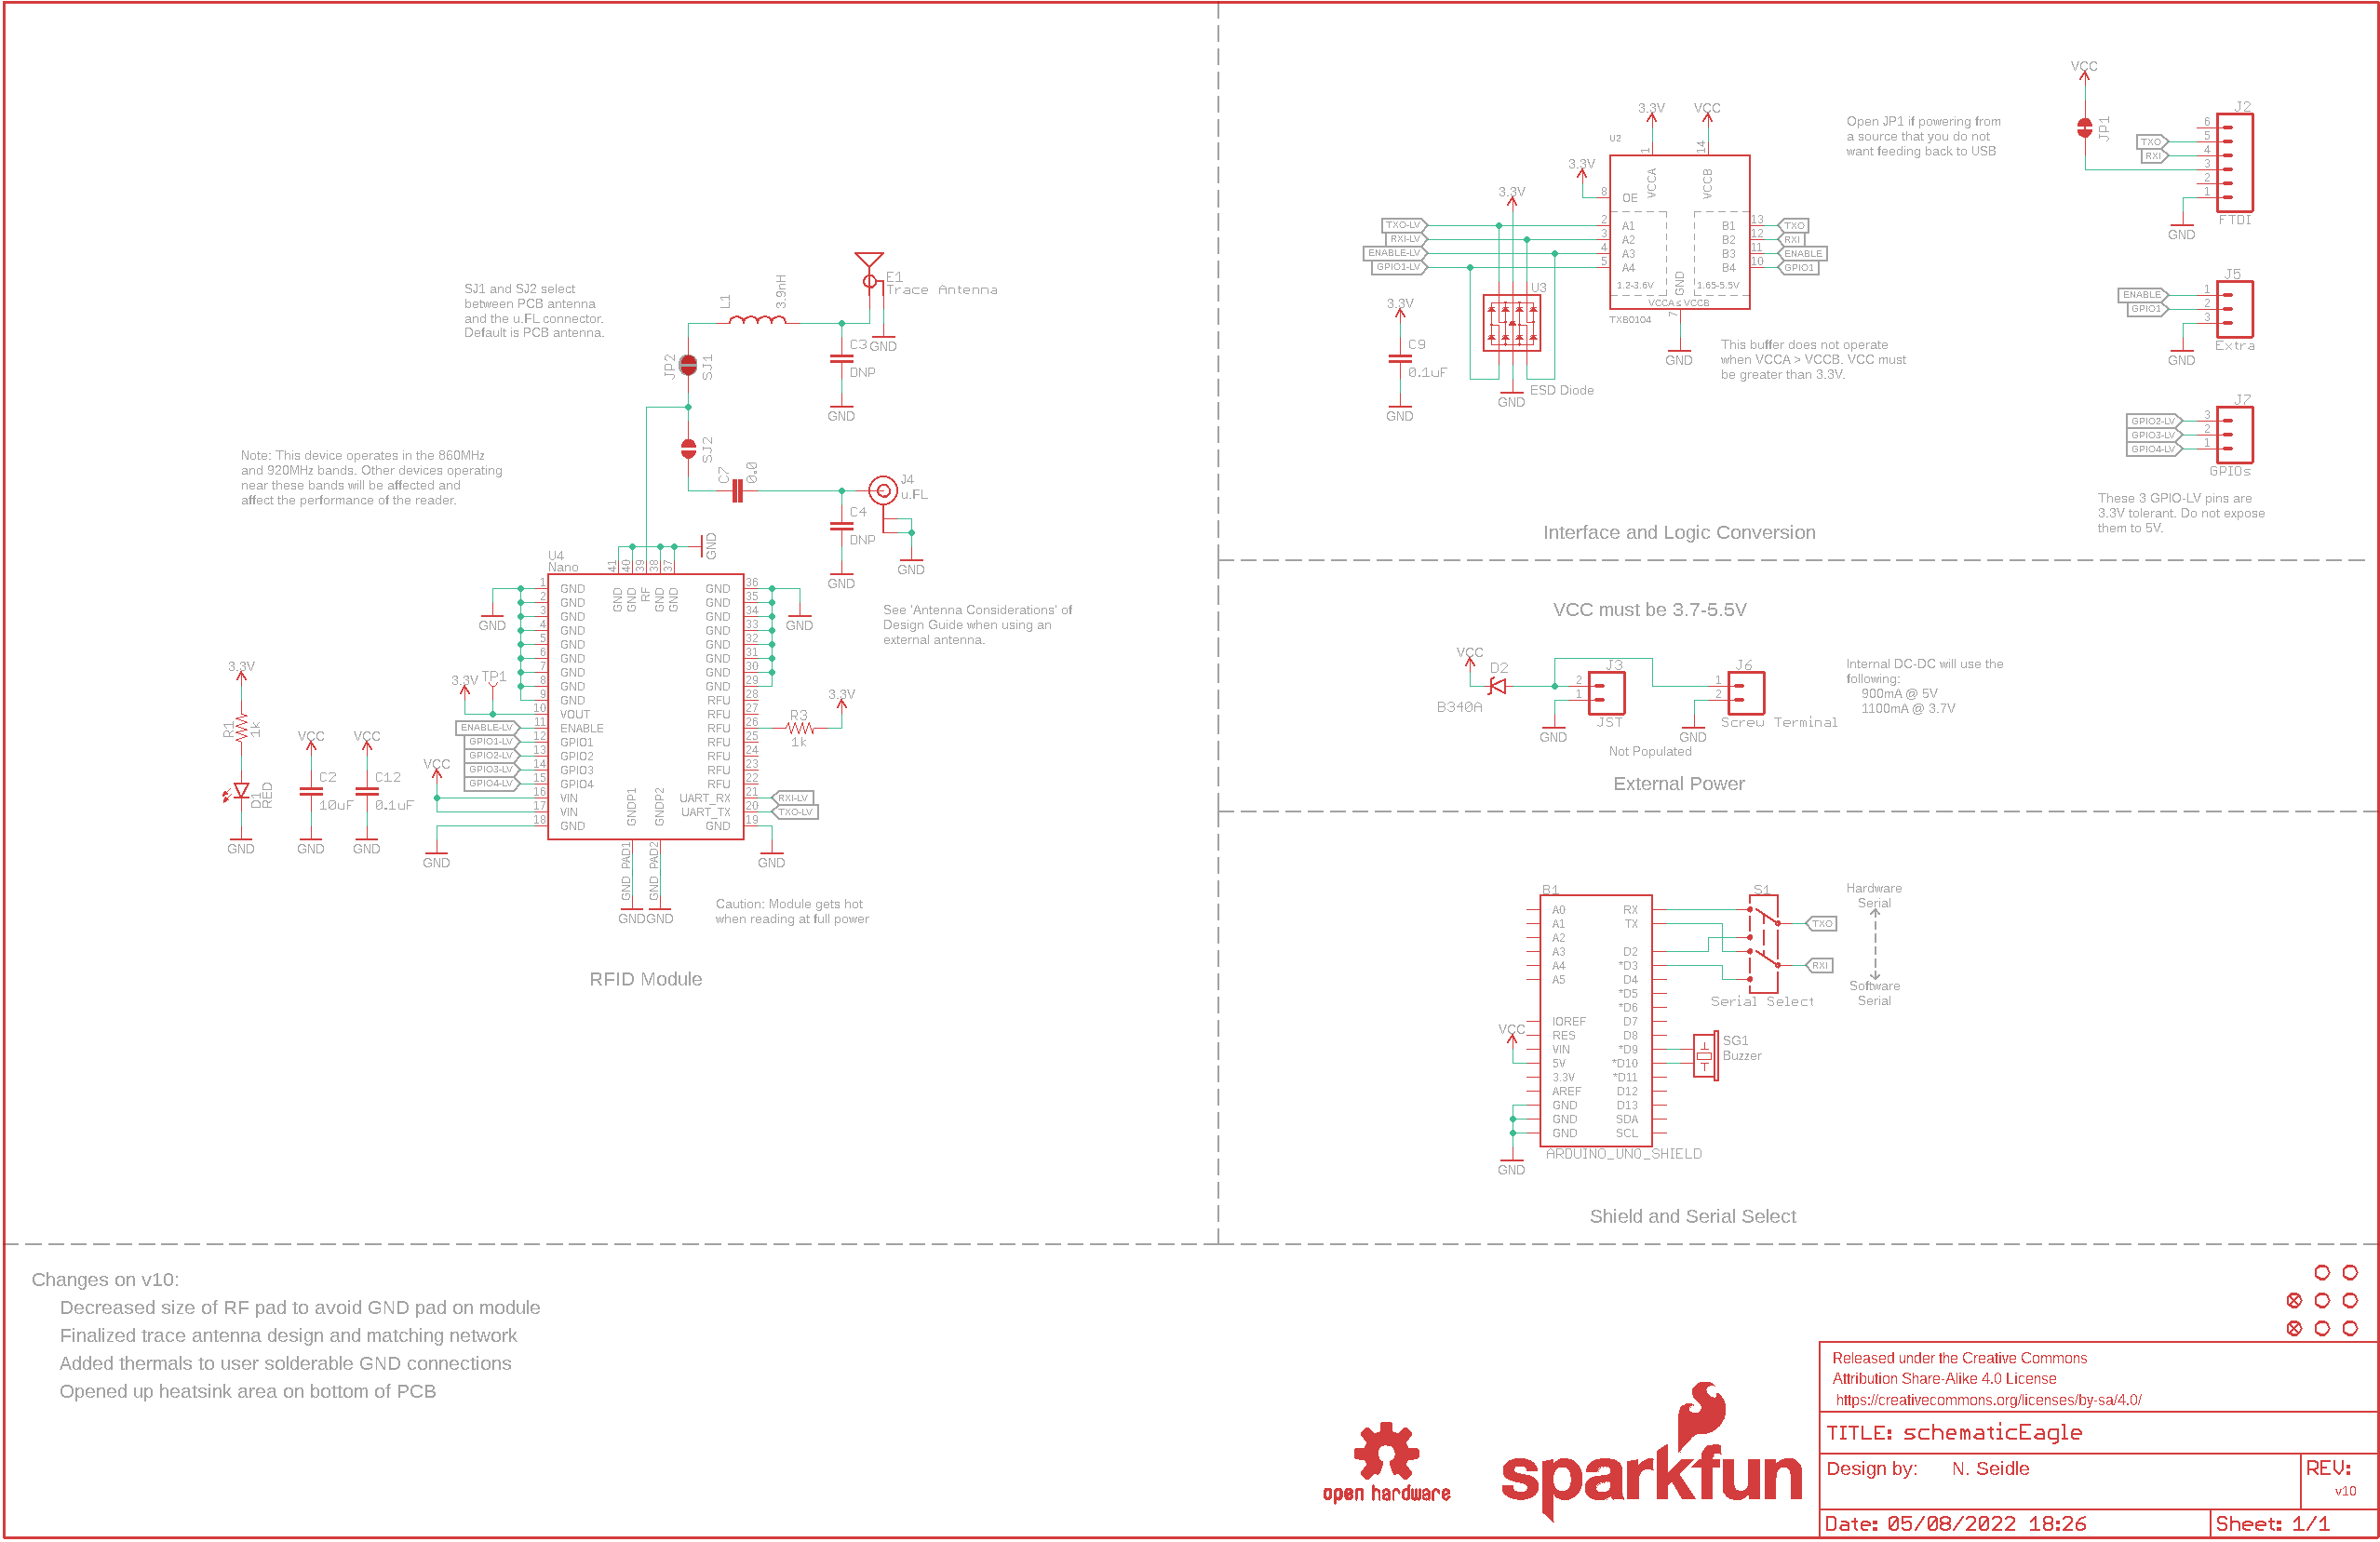 SJ1 and SJ2 select
between PCB antenna
and the u.FL connector.
Default is PCB antenna.
L1
3.9nH
E1
Trace Antenna
GND
C3
DNP
GND
JP2
SJ1
SJ2
C7
0.0
J4
u.FL
C4
DNP
GND
GND
Note: This device operates in the 860MHz
and 920MHz bands. Other devices operating
near these bands will be affected and
affect the performance of the reader.
GND
U4
Nano
41
40
39
38
37
GND
GND
RF
GND
GND
1 GND
2 GND
3 GND
4 GND
5 GND
6 GND
7 GND
8 GND
9 GND
10 VOUT
11 ENABLE
12 GPIO1
13 GPIO2
14 GPIO3
15 GPIO4
16 VIN
17 VIN
18 GND
GND 36
GND 35
GND 34
GND 33
GND 32
GND 31
GND 30
GND 29
RFU 28
RFU 27
RFU 26
RFU 25
RFU 24
RFU 23
RFU 22
UART_RX 21
UART_TX 20
GND 19
GNDP1
GNDP2
GND_PAD1
GND_PAD2
GND
GND
3.3V
TP1
ENABLE-LV
GPIO1-LV
GPIO2-LV
GPIO3-LV
GPIO4-LV
VCC
GND
R3
1k
3.3V
RXI-LV
TXO-LV
GND
GND
GND
See 'Antenna Considerations' of
Design Guide when using an
external antenna.
3.3V
R1
1k
D1
RED
GND
VCC
C2
10uF
GND
VCC
C12
0.1uF
GND
Caution: Module gets hot
when reading at full power
RFID Module
3.3V
VCC
U2
1
14
3.3V
8 OE
VCCA
VCCB
3.3V
TXO-LV
RXI-LV
ENABLE-LV
GPIO1-LV
2 A1
3 A2
4 A3
5 A4
B1 13
B2 12
B3 11
B4 10
TXO
RXI
ENABLE
GPIO1
GND
1.2-3.6V
1.65-5.5V
VCCA ≤ VCCB
TXB0104
7
GND
U3
ESD Diode
GND
3.3V
C9
0.1uF
GND
This buffer does not operate
when VCCA > VCCB. VCC must
be greater than 3.3V.
Open JP1 if powering from
a source that you do not
want feeding back to USB
VCC
JP1
J2
6
5
4
3
2
1
TXO
RXI
FTDI
GND
J5
ENABLE
GPIO1
1
2
3
Extra
GND
J7
GPIO2-LV
GPIO3-LV
GPIO4-LV
3
2
1
GPIOs
These 3 GPIO-LV pins are
3.3V tolerant. Do not expose
them to 5V.
Interface and Logic Conversion
VCC must be 3.7-5.5V
VCC
D2
B340A
J3
2
1
JST
GND
J6
1
2
Screw Terminal
GND
Not Populated
Internal DC-DC will use the
following:
900mA @ 5V
1100mA @ 3.7V
External Power
B1
A0
A1
A2
A3
A4
A5
IOREF
RES
VIN
5V
3.3V
AREF
GND
GND
GND
RX
TX
D2
*D3
D4
*D5
*D6
D7
D8
*D9
*D10
*D11
D12
D13
SDA
SCL
ARDUINO_UNO_SHIELD
VCC
GND
S1
TXO
RXI
Serial Select
Hardware
Serial
Software
Serial
SG1
Buzzer
Shield and Serial Select
Changes on v10:
Decreased size of RF pad to avoid GND pad on module
Finalized trace antenna design and matching network
Added thermals to user solderable GND connections
Opened up heatsink area on bottom of PCB
open hardware
sparkfun
Released under the Creative Commons
Attribution Share-Alike 4.0 License
https://creativecommons.org/licenses/by-sa/4.0/
TITLE: schematicEagle
Design by: N. Seidle
REV:
v10
Date: 05/08/2022 18:26
Sheet: 1/1